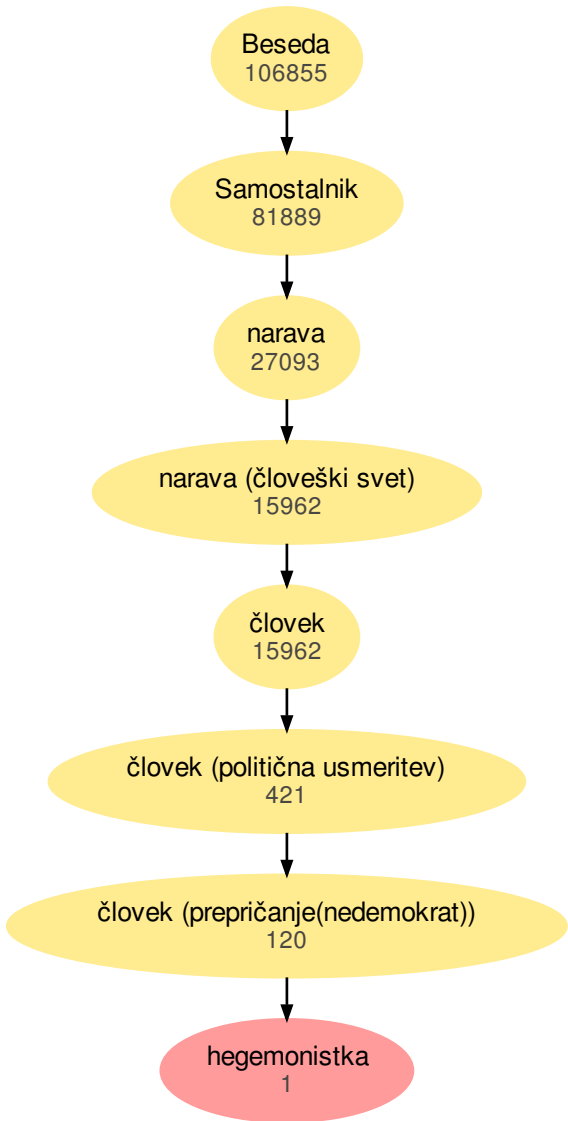 Beseda
106855
Samostalnik
81889
narava
27093
narava (človeški svet)
15962
človek
15962
človek (politična usmeritev)
421
človek (prepričanje(nedemokrat))
120
hegemonistka
1